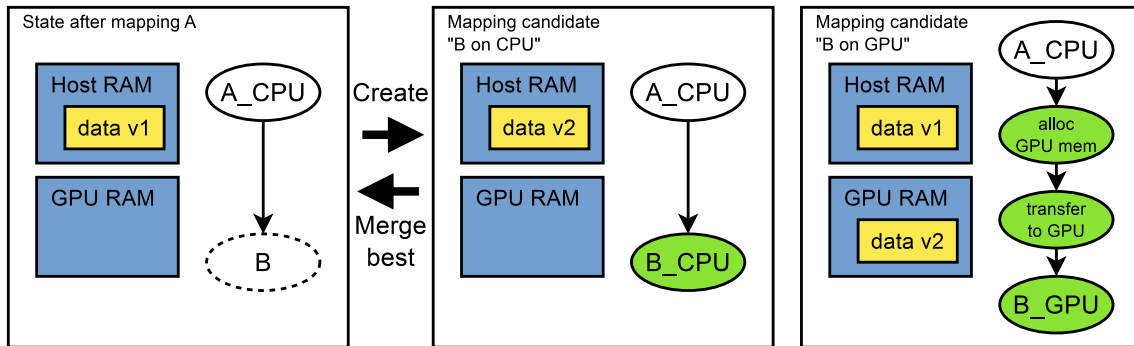 State after mapping A
Host RAM
data v1
GPU RAM
A_CPU
B
Create
Merge
best
Mapping candidate
"B on CPU"
Host RAM
data v2
GPU RAM
A_CPU
B_CPU
Mapping candidate
"B on GPU"
Host RAM
data v1
GPU RAM
data v2
A_CPU
alloc
GPU mem
transfer
to GPU
B_GPU